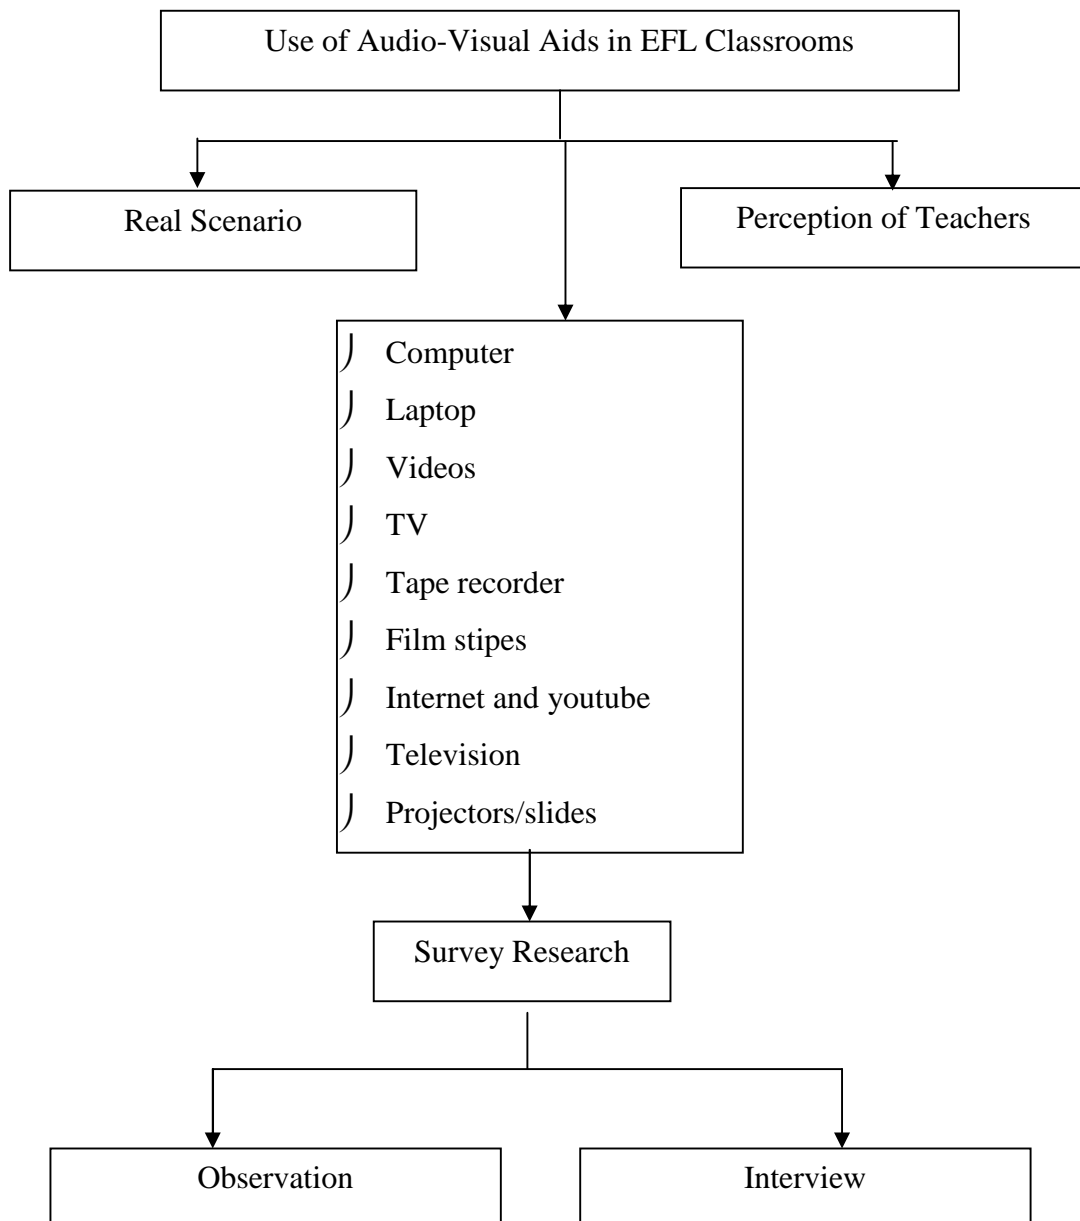 Use of Audio-Visual Aids in EFL Classrooms
Real Scenario
Perception of Teachers
Computer
Laptop
Videos
TV
Tape recorder
Film stipes
Internet and youtube
Television
Projectors/slides
Survey Research
Observation
Interview